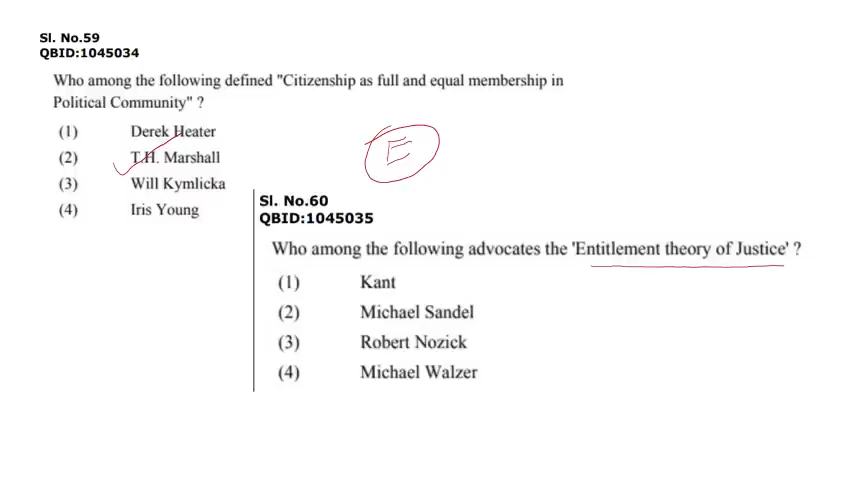 Sl. No.59
QBID:1045034
Who among the following defined "Citizenship as full and equal membership in
Political Community" ?
(1) Derek Heater
(2) T.H. Marshall
(3) Will Kymlicka
(4) Iris Young
E
Sl. No.60
QBID:1045035
Who among the following advocates the 'Entitlement theory of Justice' ?
(1) Kant
(2) Michael Sandel
(3) Robert Nozick
(4) Michael Walzer